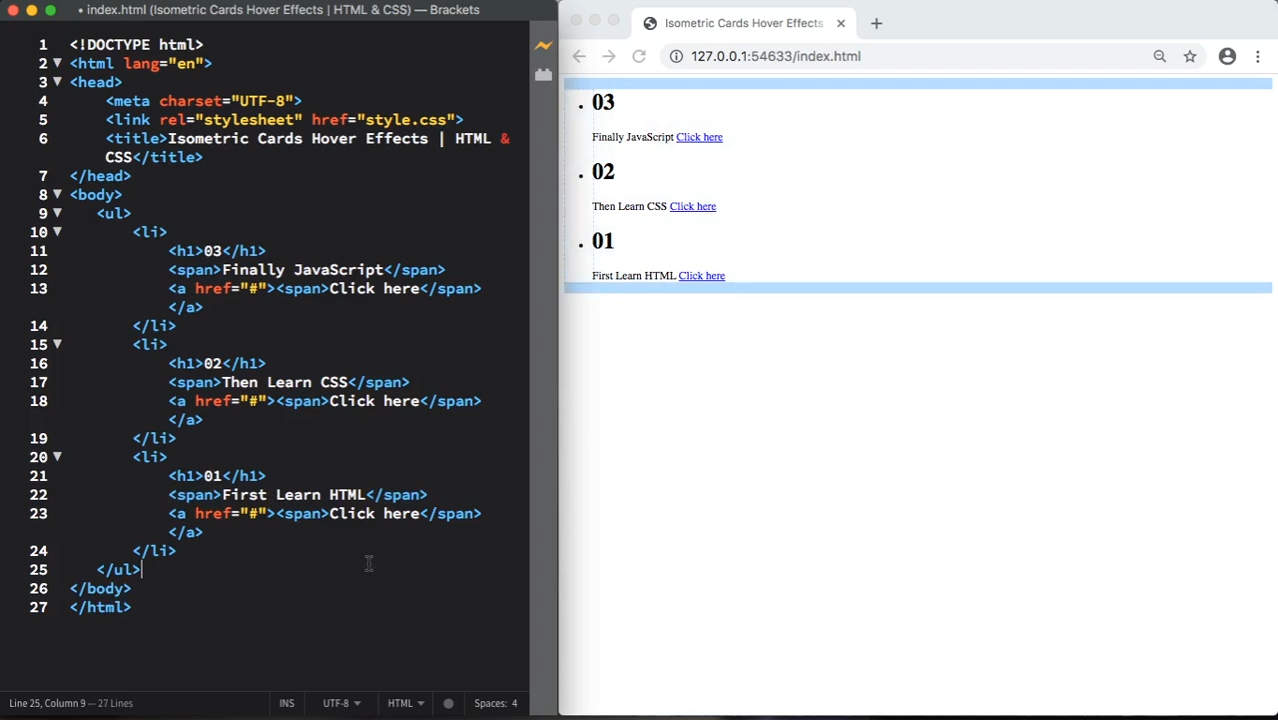 • index.html (Isometric Cards Hover Effects | HTML & CSS) — Brackets
1 <!DOCTYPE html>
2 <html lang="en">
3 <head>
4 <meta charset="UTF-8">
5 <link rel="stylesheet" href="style.css">
6 <title>Isometric Cards Hover Effects | HTML &
CSS</title>
7 </head>
8 <body>
9 <ul>
10 <li>
11 <h1>03</h1>
12 <span>Finally JavaScript</span>
13 <a href="#"><span>Click here</span>
</a>
14 </li>
15 <li>
16 <h1>02</h1>
17 <span>Then Learn CSS</span>
18 <a href="#"><span>Click here</span>
</a>
19 </li>
20 <li>
21 <h1>01</h1>
22 <span>First Learn HTML</span>
23 <a href="#"><span>Click here</span>
</a>
24 </li>
25 </ul>
26 </body>
27 </html>
Line 25, Column 9 — 27 Lines
INS UTF-8 HTML Spaces: 4
Isometric Cards Hover Effects
127.0.0.1:54633/index.html
• 03
Finally JavaScript Click here
• 02
Then Learn CSS Click here
• 01
First Learn HTML Click here